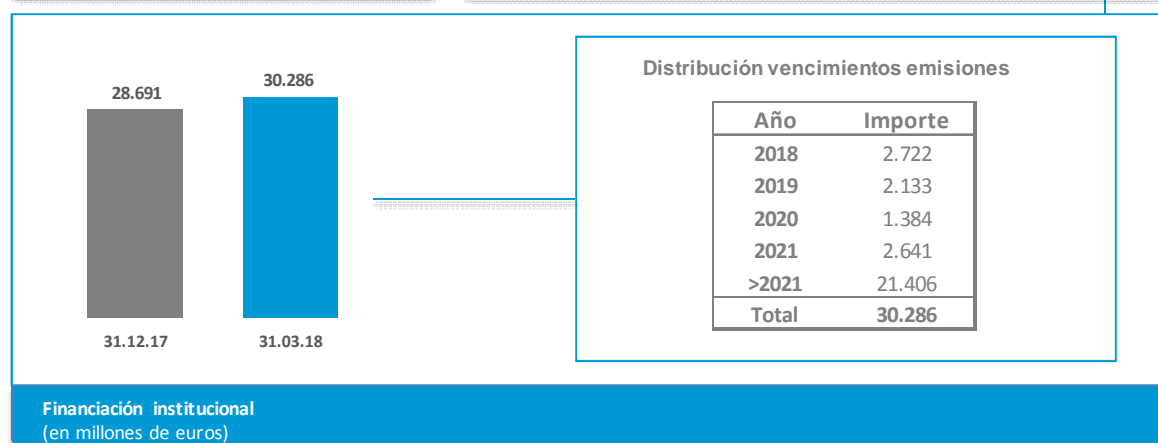 28.691
30.286
31.12.17
31.03.18
Distribución vencimientos emisiones
Año Importe
2018 2.722
2019 2.133
2020 1.384
2021 2.641
>2021 21.406
Total 30.286
Financiación institucional
(en millones de euros)